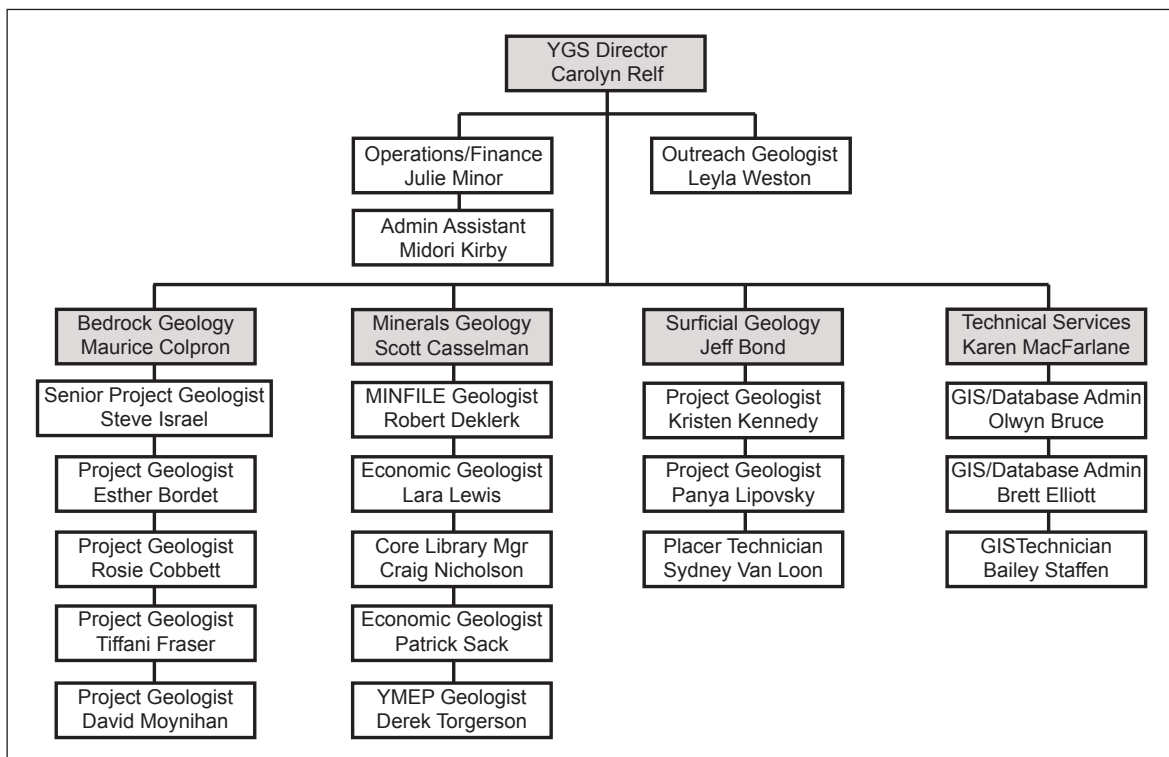 YGS Director
Carolyn Relf
Operations/Finance
Julie Minor
Outreach Geologist
Leyla Weston
Admin Assistant
Midori Kirby
Bedrock Geology
Maurice Colpron
Senior Project Geologist
Steve Israel
Project Geologist
Esther Bordet
Project Geologist
Rosie Cobbett
Project Geologist
Tiffani Fraser
Project Geologist
David Moynihan
Minerals Geology
Scott Casselman
MINFILE Geologist
Robert Deklerk
Economic Geologist
Lara Lewis
Core Library Mgr
Craig Nicholson
Economic Geologist
Patrick Sack
YMEP Geologist
Derek Torgerson
Surficial Geology
Jeff Bond
Project Geologist
Kristen Kennedy
Project Geologist
Panya Lipovsky
Placer Technician
Sydney Van Loon
Technical Services
Karen MacFarlane
GIS/Database Admin
Olwyn Bruce
GIS/Database Admin
Brett Elliott
GISTechnician
Bailey Staffen